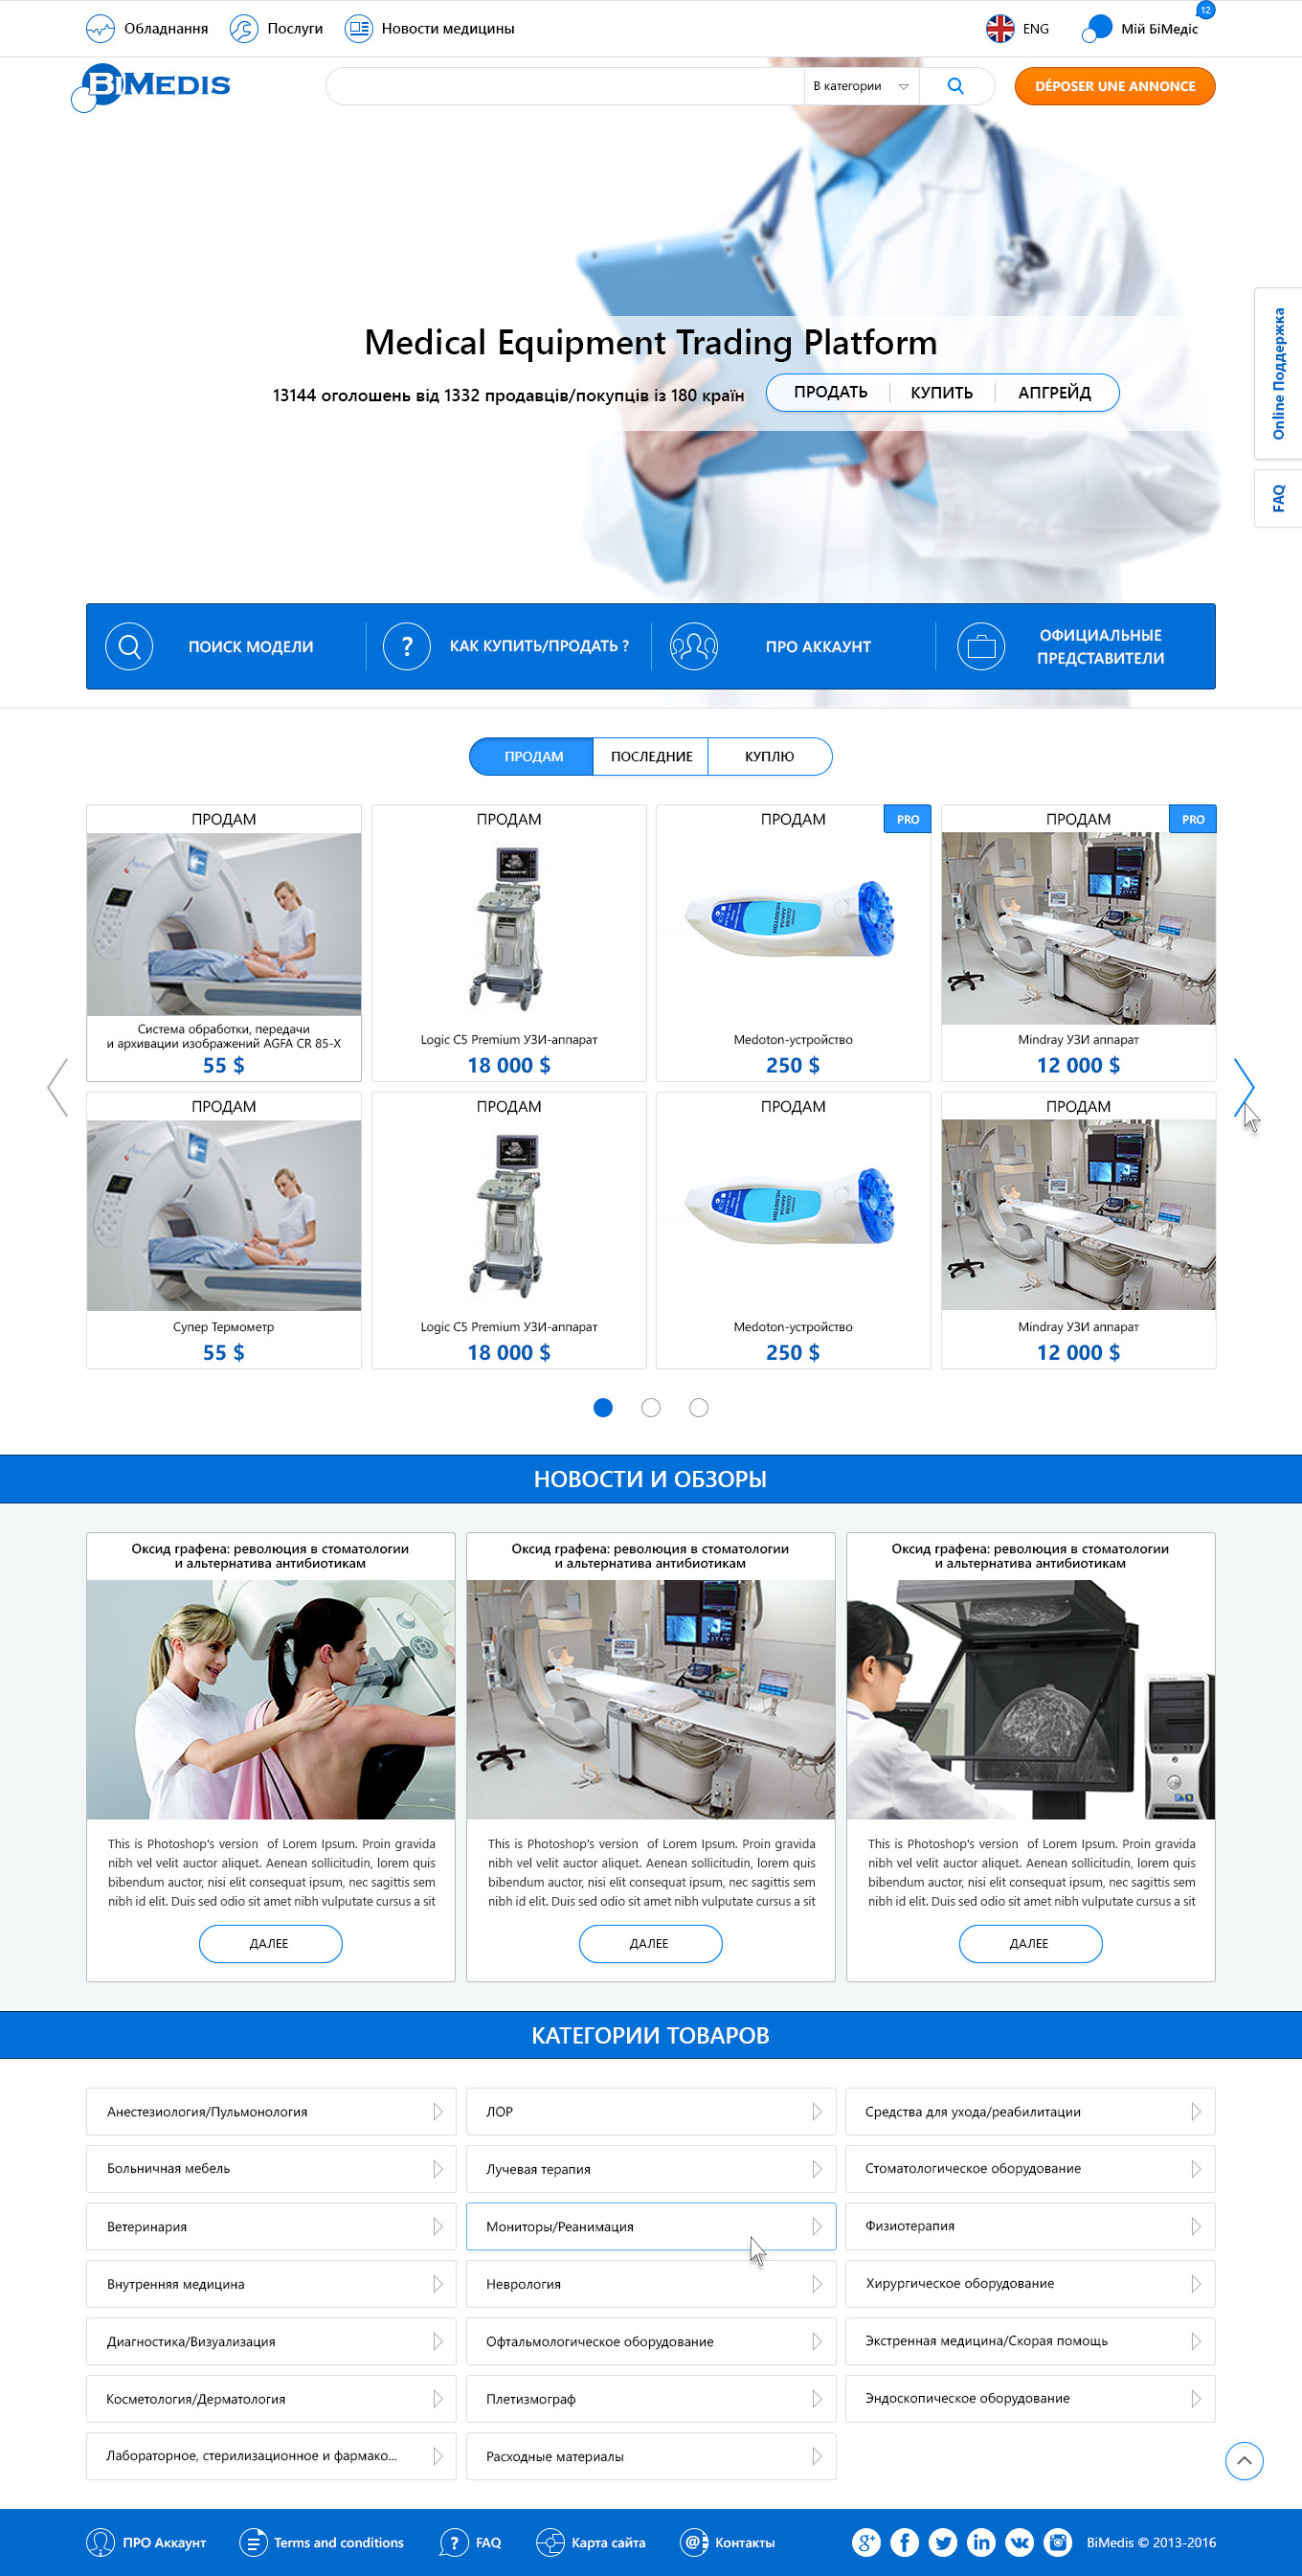 Обладнання
Послуги
Новости медицины
ENG
Мій БіМедіс
12
BIMEDIS
В категории
DÉPOSER UNE ANNONCE
Medical Equipment Trading Platform
13144 оголошень від 1332 продавців/покупців із 180 країн
ПРОДАТЬ
КУПИТЬ
АПГРЕЙД
Online Поддержка
FAQ
ПОИСК МОДЕЛИ
?
КАК КУПИТЬ/ПРОДАТЬ ?
ПРО АККАУНТ
ОФИЦИАЛЬНЫЕ
ПРЕДСТАВИТЕЛИ
ПРОДАМ
ПОСЛЕДНИЕ
КУПЛЮ
ПРОДАМ
Система обработки, передачи
и архивации изображений AGFA CR 85-X
55 $
ПРОДАМ
Logic C5 Premium УЗИ-аппарат
18 000 $
ПРОДАМ
PRO
Medoton-устройство
250 $
ПРОДАМ
PRO
Mindray УЗИ аппарат
12 000 $
ПРОДАМ
Супер Термометр
55 $
ПРОДАМ
Logic C5 Premium УЗИ-аппарат
18 000 $
ПРОДАМ
Medoton-устройство
250 $
ПРОДАМ
Mindray УЗИ аппарат
12 000 $
НОВОСТИ И ОБЗОРЫ
Оксид графена: революция в стоматологии
и альтернатива антибиотикам
This is Photoshop's version of Lorem Ipsum. Proin gravida
nibh vel velit auctor aliquet. Aenean sollicitudin, lorem quis
bibendum auctor, nisi elit consequat ipsum, nec sagittis sem
nibh id elit. Duis sed odio sit amet nibh vulputate cursus a sit
ДАЛЕЕ
Оксид графена: революция в стоматологии
и альтернатива антибиотикам
This is Photoshop's version of Lorem Ipsum. Proin gravida
nibh vel velit auctor aliquet. Aenean sollicitudin, lorem quis
bibendum auctor, nisi elit consequat ipsum, nec sagittis sem
nibh id elit. Duis sed odio sit amet nibh vulputate cursus a sit
ДАЛЕЕ
Оксид графена: революция в стоматологии
и альтернатива антибиотикам
This is Photoshop's version of Lorem Ipsum. Proin gravida
nibh vel velit auctor aliquet. Aenean sollicitudin, lorem quis
bibendum auctor, nisi elit consequat ipsum, nec sagittis sem
nibh id elit. Duis sed odio sit amet nibh vulputate cursus a sit
ДАЛЕЕ
КАТЕГОРИИ ТОВАРОВ
Анестезиология/Пульмонология
ЛОР
Средства для ухода/реабилитации
Больничная мебель
Лучевая терапия
Стоматологическое оборудование
Ветеринария
Мониторы/Реанимация
Физиотерапия
Внутренняя медицина
Неврология
Хирургическое оборудование
Диагностика/Визуализация
Офтальмологическое оборудование
Экстренная медицина/Скорая помощь
Косметология/Дерматология
Плетизмограф
Эндоскопическое оборудование
Лабораторное, стерилизационное и фармако...
Расходные материалы
ПРО Аккаунт
Terms and conditions
?
FAQ
Карта сайта
@
Контакты
BiMedis © 2013-2016